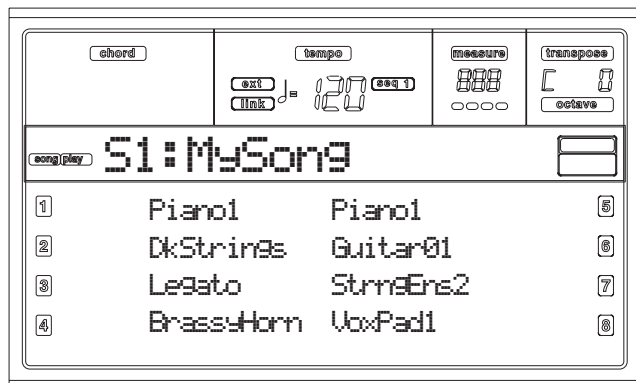 chord tempo measure transpose
ext link ♩= 120 seq 1 888 C 0
octave
song play S1:MySong
1 Piano1 Piano1 5
2 DkStrings Guitar01 6
3 Legato StrngEns2 7
4 BrassyHorn VoxPad1 8